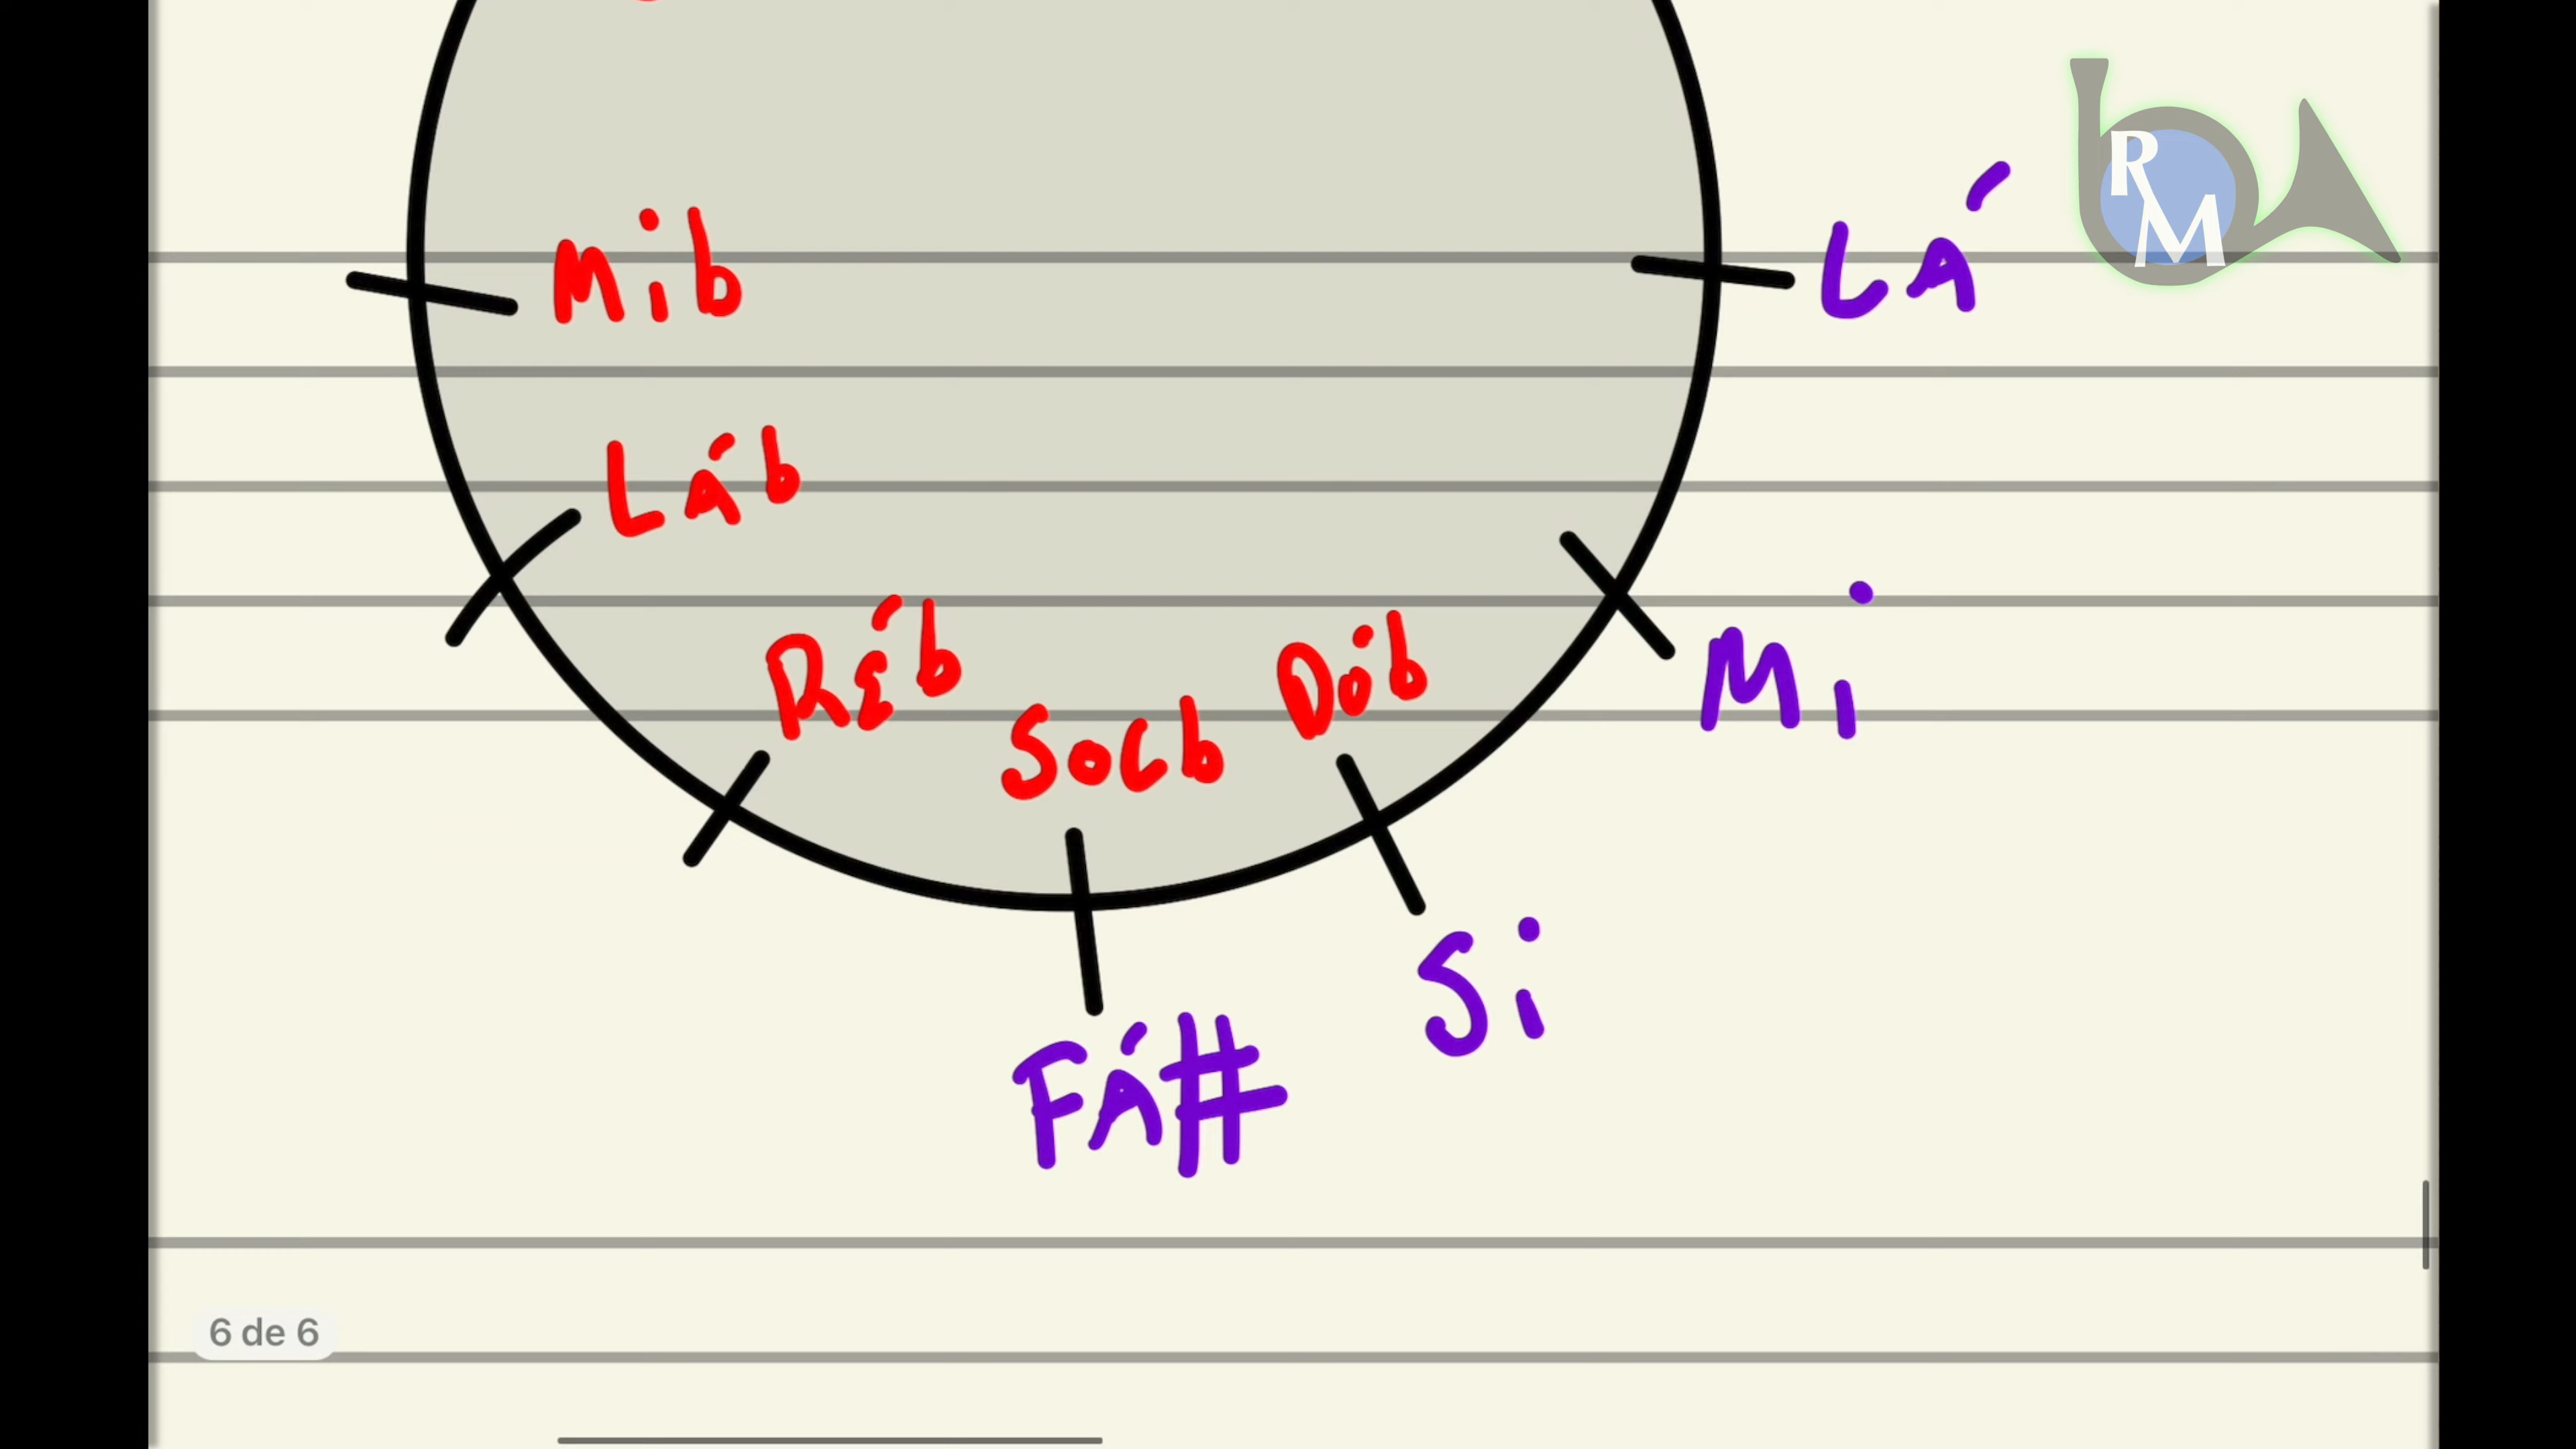 RM
LÁ
Mib
Láb
Mi
Réb
Solb
Dób
Si
FÁ#
6 de 6